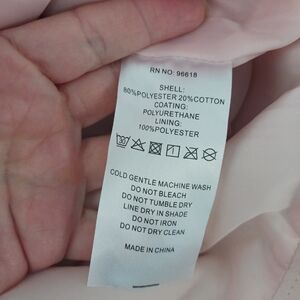 RN NO: 96618
SHELL:
80%POLYESTER 20%COTTON
COATING:
POLYURETHANE
LINING:
100%POLYESTER
COLD GENTLE MACHINE WASH
DO NOT BLEACH
DO NOT TUMBLE DRY
LINE DRY IN SHADE
DO NOT IRON
DO NOT DRY CLEAN
MADE IN CHINA